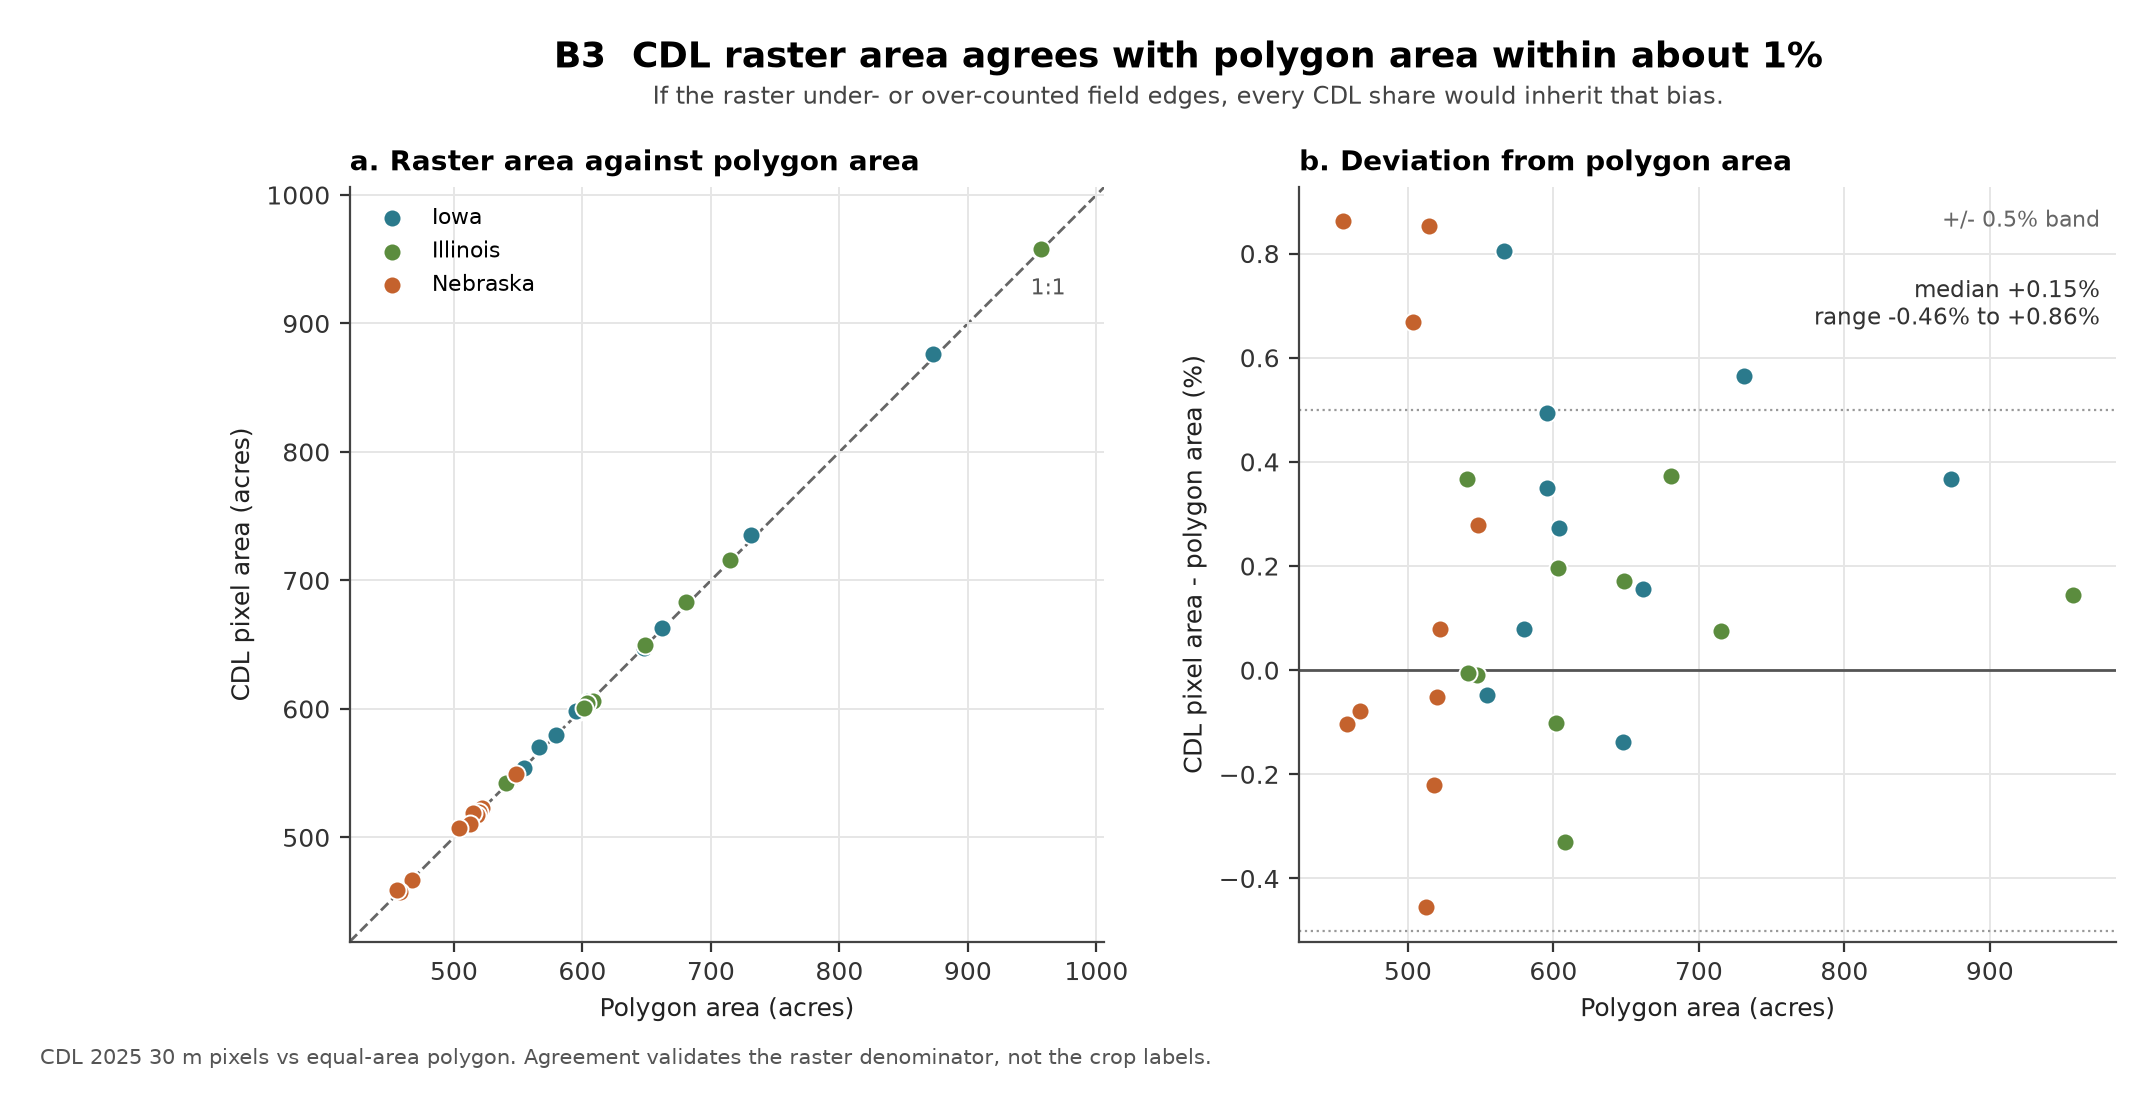 B3  CDL raster area agrees with polygon area within about 1%
If the raster under- or over-counted field edges, every CDL share would inherit that bias.
a. Raster area against polygon area
1000
900
800
700
600
500
CDL pixel area (acres)
Iowa
Illinois
Nebraska
1:1
500 600 700 800 900 1000
Polygon area (acres)
b. Deviation from polygon area
+/- 0.5% band
median +0.15%
range -0.46% to +0.86%
0.8
0.6
0.4
0.2
0.0
−0.2
−0.4
CDL pixel area - polygon area (%)
500 600 700 800 900
Polygon area (acres)
CDL 2025 30 m pixels vs equal-area polygon. Agreement validates the raster denominator, not the crop labels.